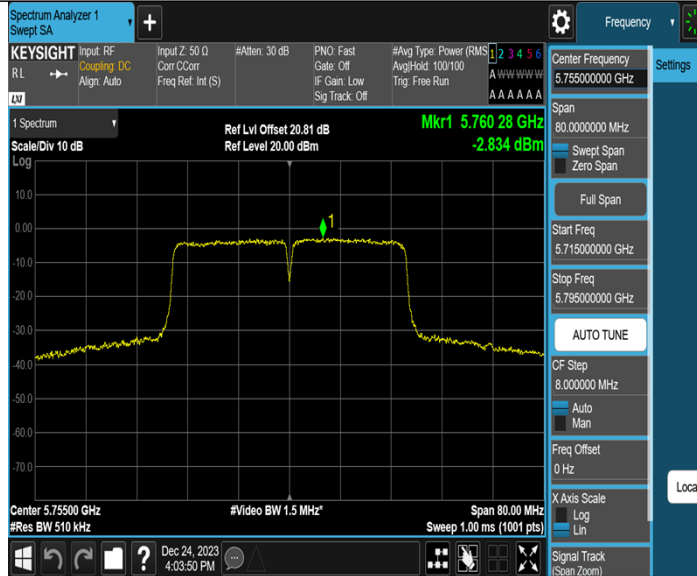 Spectrum Analyzer 1
Swept SA
+
Frequency
KEYSIGHT
RL
LXI
Input: RF
Coupling: DC
Align: Auto
Input Z: 50 Ω
Corr CCorr
Freq Ref: Int (S)
#Atten: 30 dB
PNO: Fast
Gate: Off
IF Gain: Low
Sig Track: Off
#Avg Type: Power (RMS
Avg|Hold: 100/100
Trig: Free Run
1 2 3 4 5 6
A W W W W W
A A A A A A
1 Spectrum
Scale/Div 10 dB
Log
Ref Lvl Offset 20.81 dB
Ref Level 20.00 dBm
Mkr1 5.760 28 GHz
-2.834 dBm
10.0
0.00
-10.0
-20.0
-30.0
-40.0
-50.0
-60.0
-70.0
1
Center 5.75500 GHz
#Res BW 510 kHz
#Video BW 1.5 MHz*
Span 80.00 MHz
Sweep 1.00 ms (1001 pts)
?
Dec 24, 2023
4:03:50 PM
Center Frequency
5.755000000 GHz
Span
80.0000000 MHz
Swept Span
Zero Span
Full Span
Start Freq
5.715000000 GHz
Stop Freq
5.795000000 GHz
AUTO TUNE
CF Step
8.000000 MHz
Auto
Man
Freq Offset
0 Hz
X Axis Scale
Log
Lin
Signal Track
(Span Zoom)
Settings
Loca